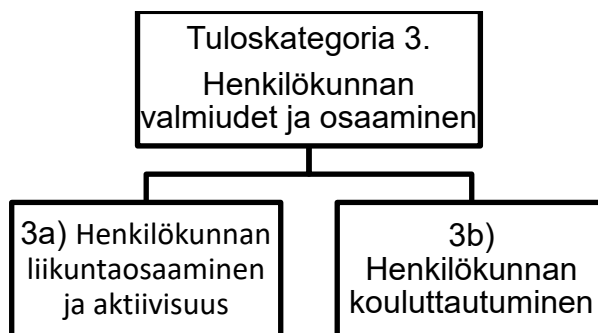 Tuloskategoria 3.
Henkilökunnan
valmiudet ja osaaminen
3a) Henkilökunnan
liikuntaosaaminen
ja aktiivisuus
3b)
Henkilökunnan
kouluttautuminen